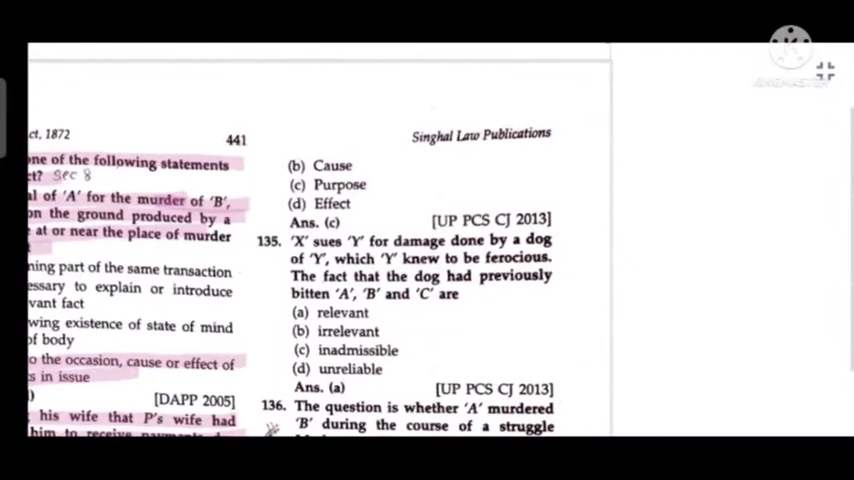 ct, 1872
441
Singhal Law Publications
one of the following statements
ct? Sec 8
al of 'A' for the murder of 'B',
on the ground produced by a
at or near the place of murder
ning part of the same transaction
essary to explain or introduce
vant fact
wing existence of state of mind
of body
o the occasion, cause or effect of
s in issue
[DAPP 2005]
his wife that P's wife had
him to receive payments
(b) Cause
(c) Purpose
(d) Effect
Ans. (c) [UP PCS CJ 2013]
135. 'X' sues 'Y' for damage done by a dog
of 'Y', which 'Y' knew to be ferocious.
The fact that the dog had previously
bitten 'A', 'B' and 'C' are
(a) relevant
(b) irrelevant
(c) inadmissible
(d) unreliable
Ans. (a) [UP PCS CJ 2013]
136. The question is whether 'A' murdered
'B' during the course of a struggle
K
KINEMASTER